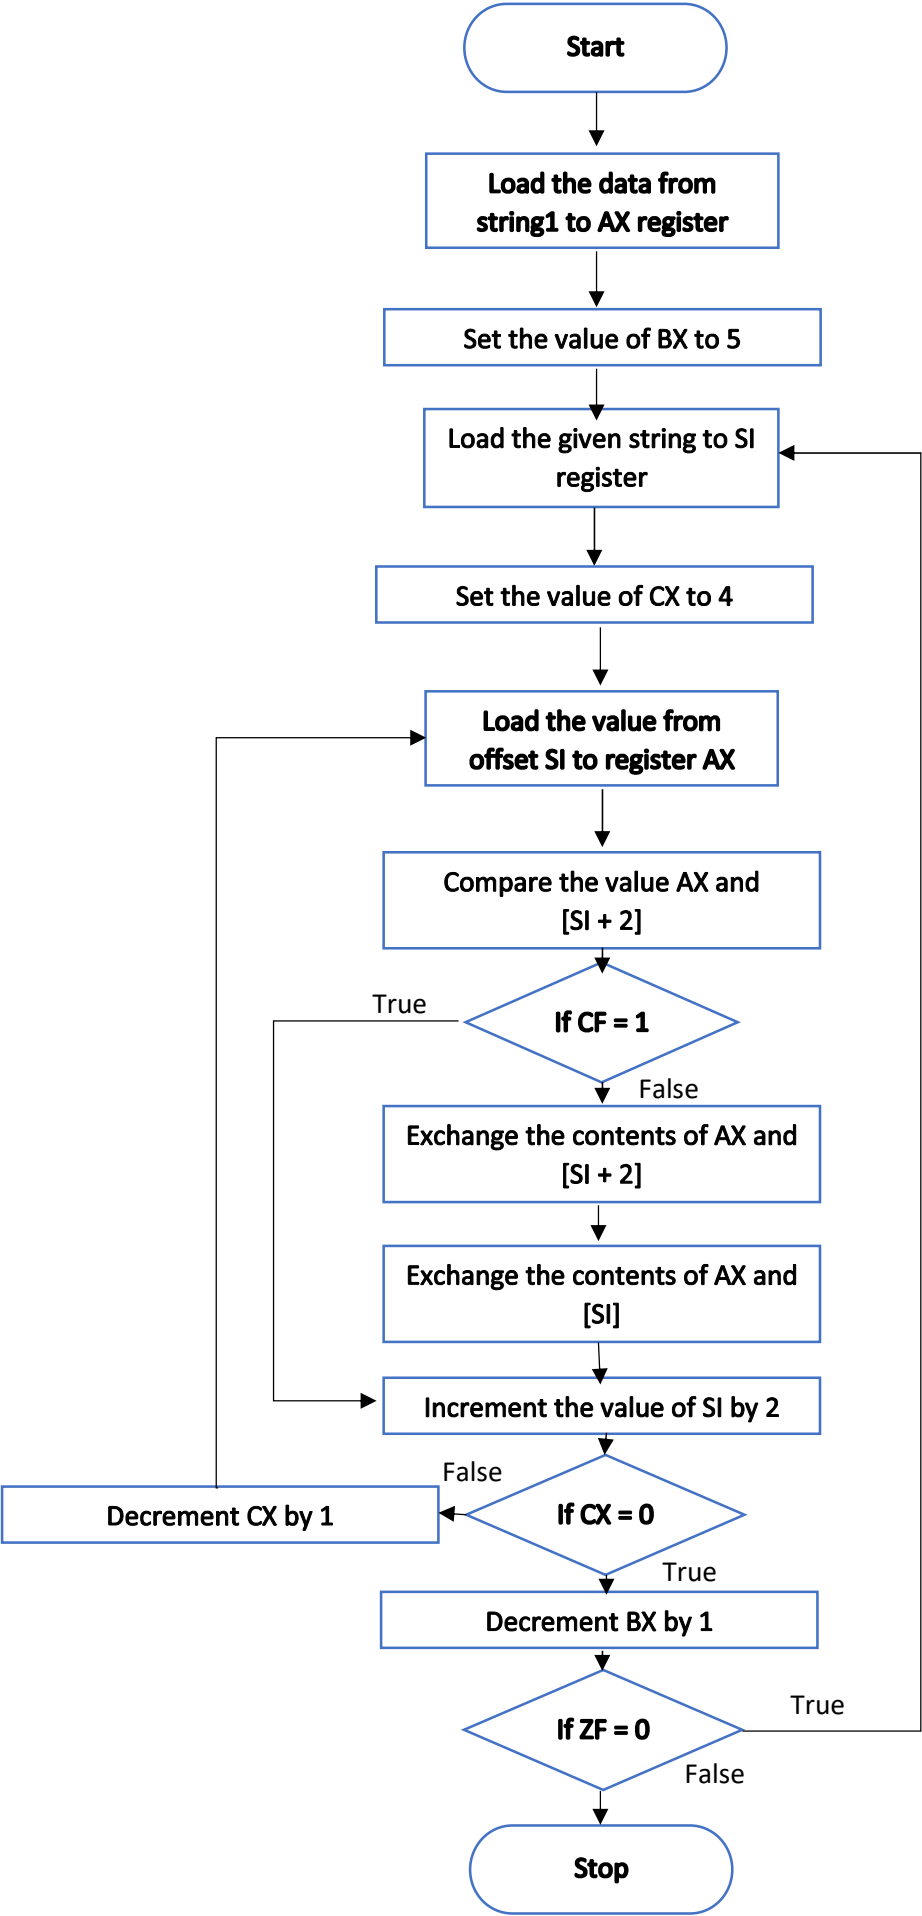 Start
Load the data from
string1 to AX register
Set the value of BX to 5
Load the given string to SI
register
Set the value of CX to 4
Load the value from
offset SI to register AX
Compare the value AX and
[SI + 2]
True
If CF = 1
False
Exchange the contents of AX and
[SI + 2]
Exchange the contents of AX and
[SI]
Increment the value of SI by 2
False
If CX = 0
Decrement CX by 1
True
Decrement BX by 1
True
If ZF = 0
False
Stop